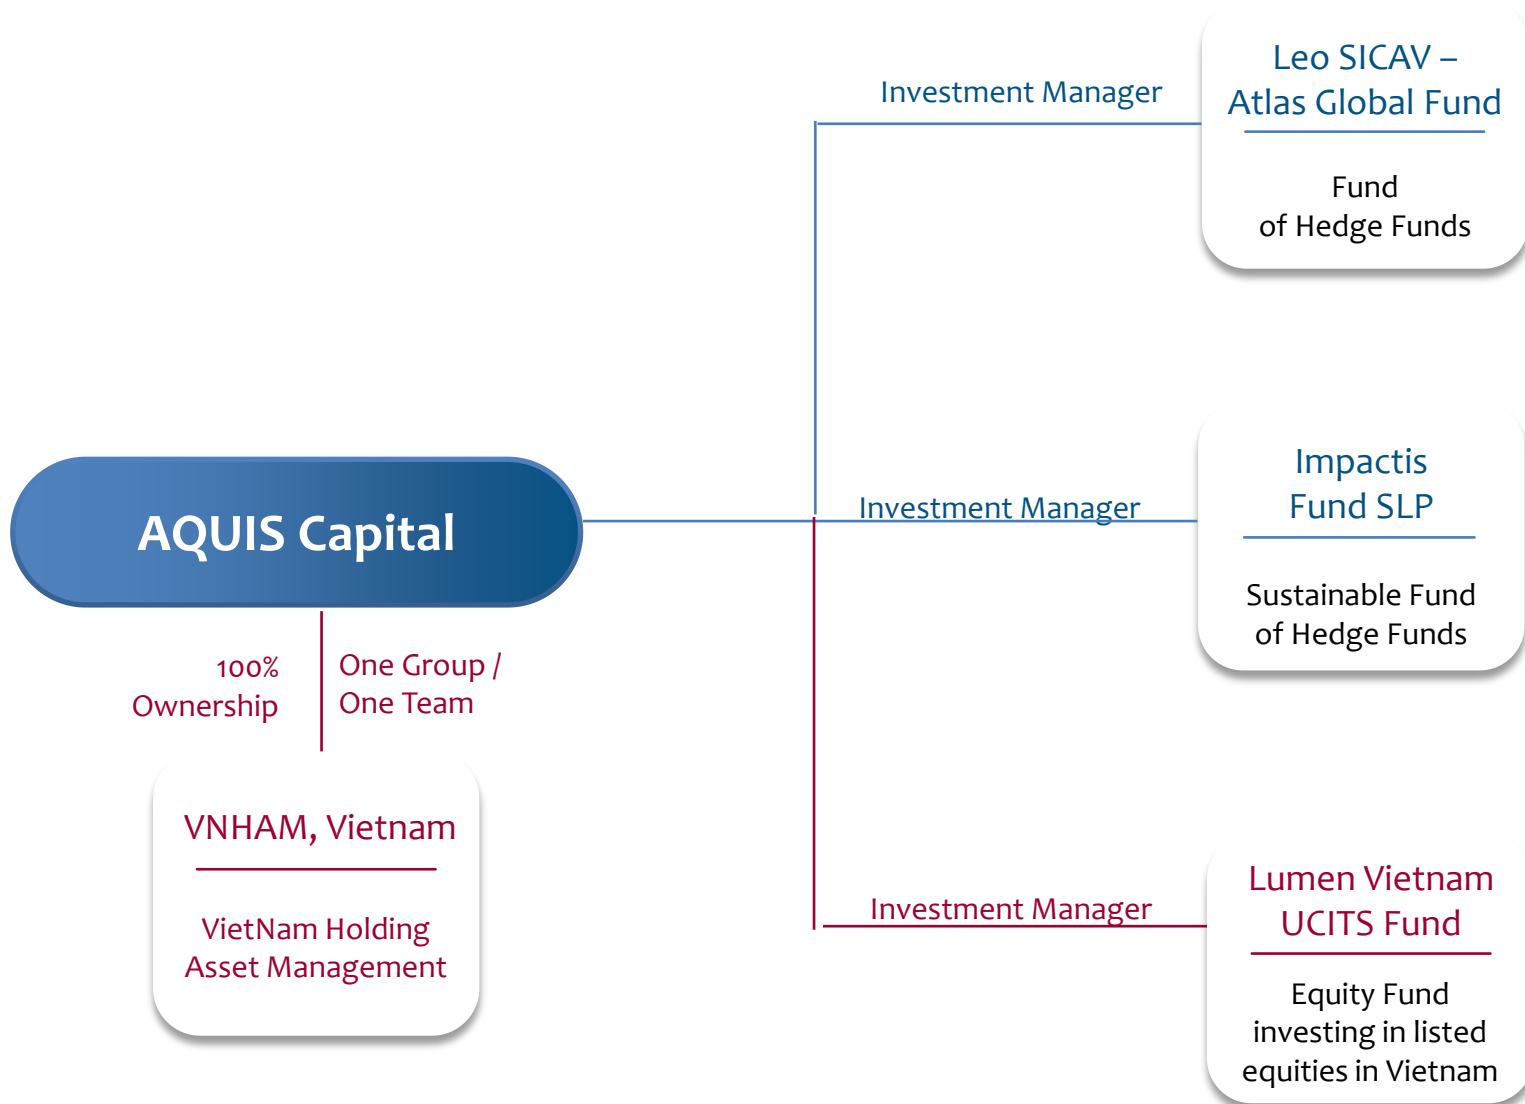 Investment Manager
Leo SICAV –
Atlas Global Fund
Fund
of Hedge Funds
AQUIS Capital
Investment Manager
Impactis
Fund SLP
Sustainable Fund
of Hedge Funds
100%
Ownership
One Group /
One Team
VNHAM, Vietnam
VietNam Holding
Asset Management
Investment Manager
Lumen Vietnam
UCITS Fund
Equity Fund
investing in listed
equities in Vietnam